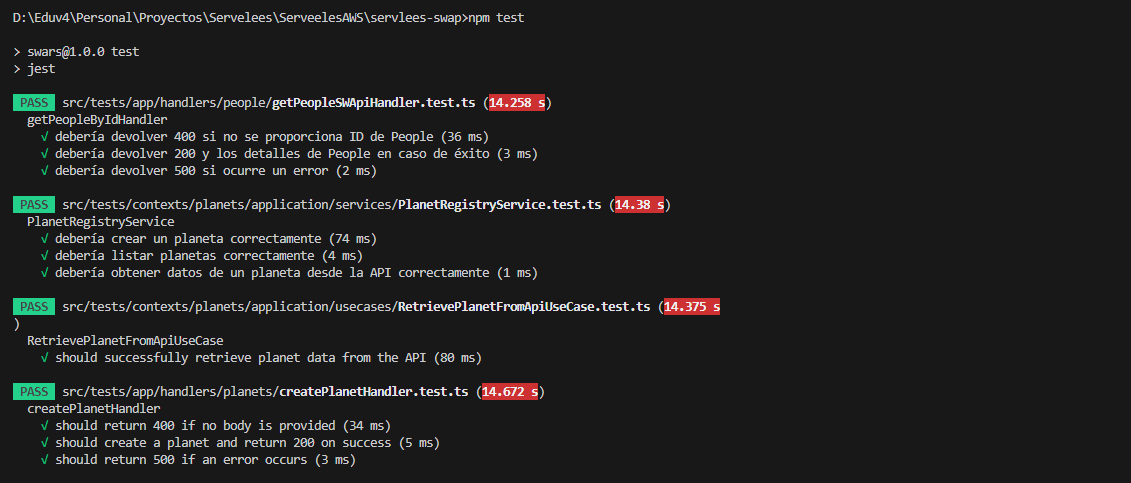 D:\Eduv4\Personal\Proyectos\Servelees\ServeelesAWS\servlees-swap>npm test
> swars@1.0.0 test
> jest
PASS src/tests/app/handlers/people/getPeopleSWApiHandler.test.ts (14.258 s)
getPeopleByIdHandler
√ debería devolver 400 si no se proporciona ID de People (36 ms)
√ debería devolver 200 y los detalles de People en caso de éxito (3 ms)
√ debería devolver 500 si ocurre un error (2 ms)
PASS src/tests/contexts/planets/application/services/PlanetRegistryService.test.ts (14.38 s)
PlanetRegistryService
√ debería crear un planeta correctamente (74 ms)
√ debería listar planetas correctamente (4 ms)
√ debería obtener datos de un planeta desde la API correctamente (1 ms)
PASS src/tests/contexts/planets/application/usecases/RetrievePlanetFromApiUseCase.test.ts (14.375 s
)
RetrievePlanetFromApiUseCase
√ should successfully retrieve planet data from the API (80 ms)
PASS src/tests/app/handlers/planets/createPlanetHandler.test.ts (14.672 s)
createPlanetHandler
√ should return 400 if no body is provided (34 ms)
√ should create a planet and return 200 on success (5 ms)
√ should return 500 if an error occurs (3 ms)